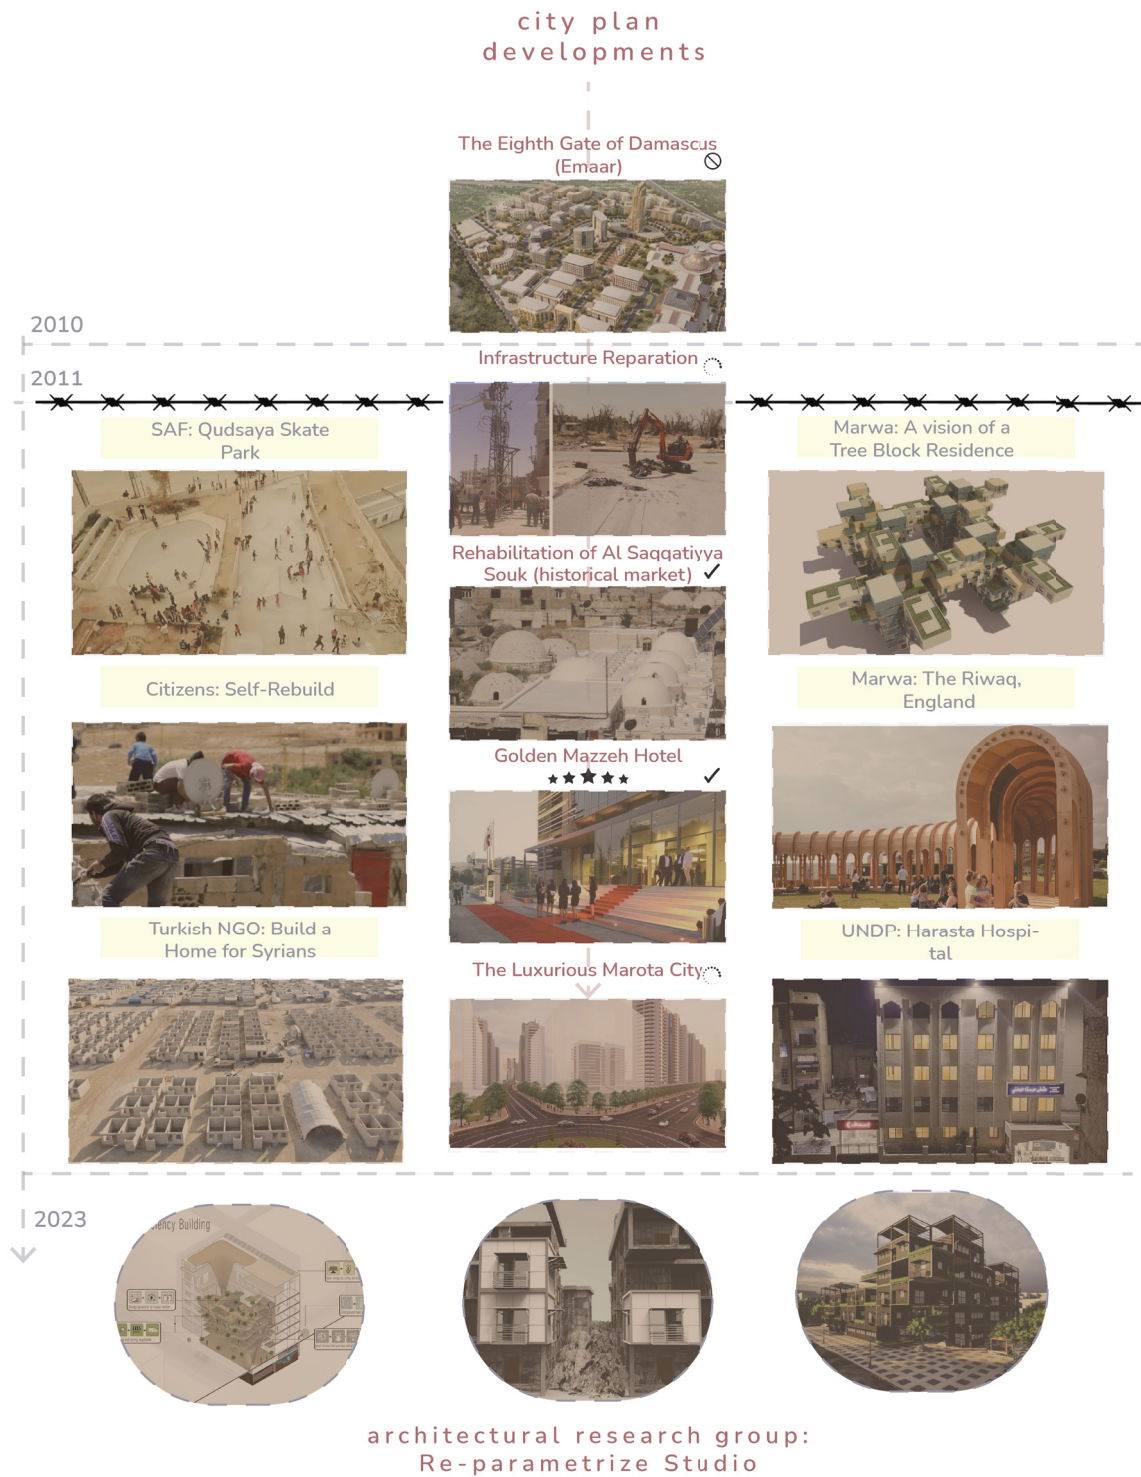 city plan
developments
The Eighth Gate of Damascus
(Emaar)
2010
Infrastructure Reparation
2011
SAF: Qudsaya Skate
Park
Marwa: A vision of a
Tree Block Residence
Rehabilitation of Al Saqqatiyya
Souk (historical market)
Citizens: Self-Rebuild
Marwa: The Riwaq,
England
Golden Mazzeh Hotel
Turkish NGO: Build a
Home for Syrians
UNDP: Harasta Hospi-
tal
The Luxurious Marota City
2023
Building
architectural research group:
Re-parametrize Studio